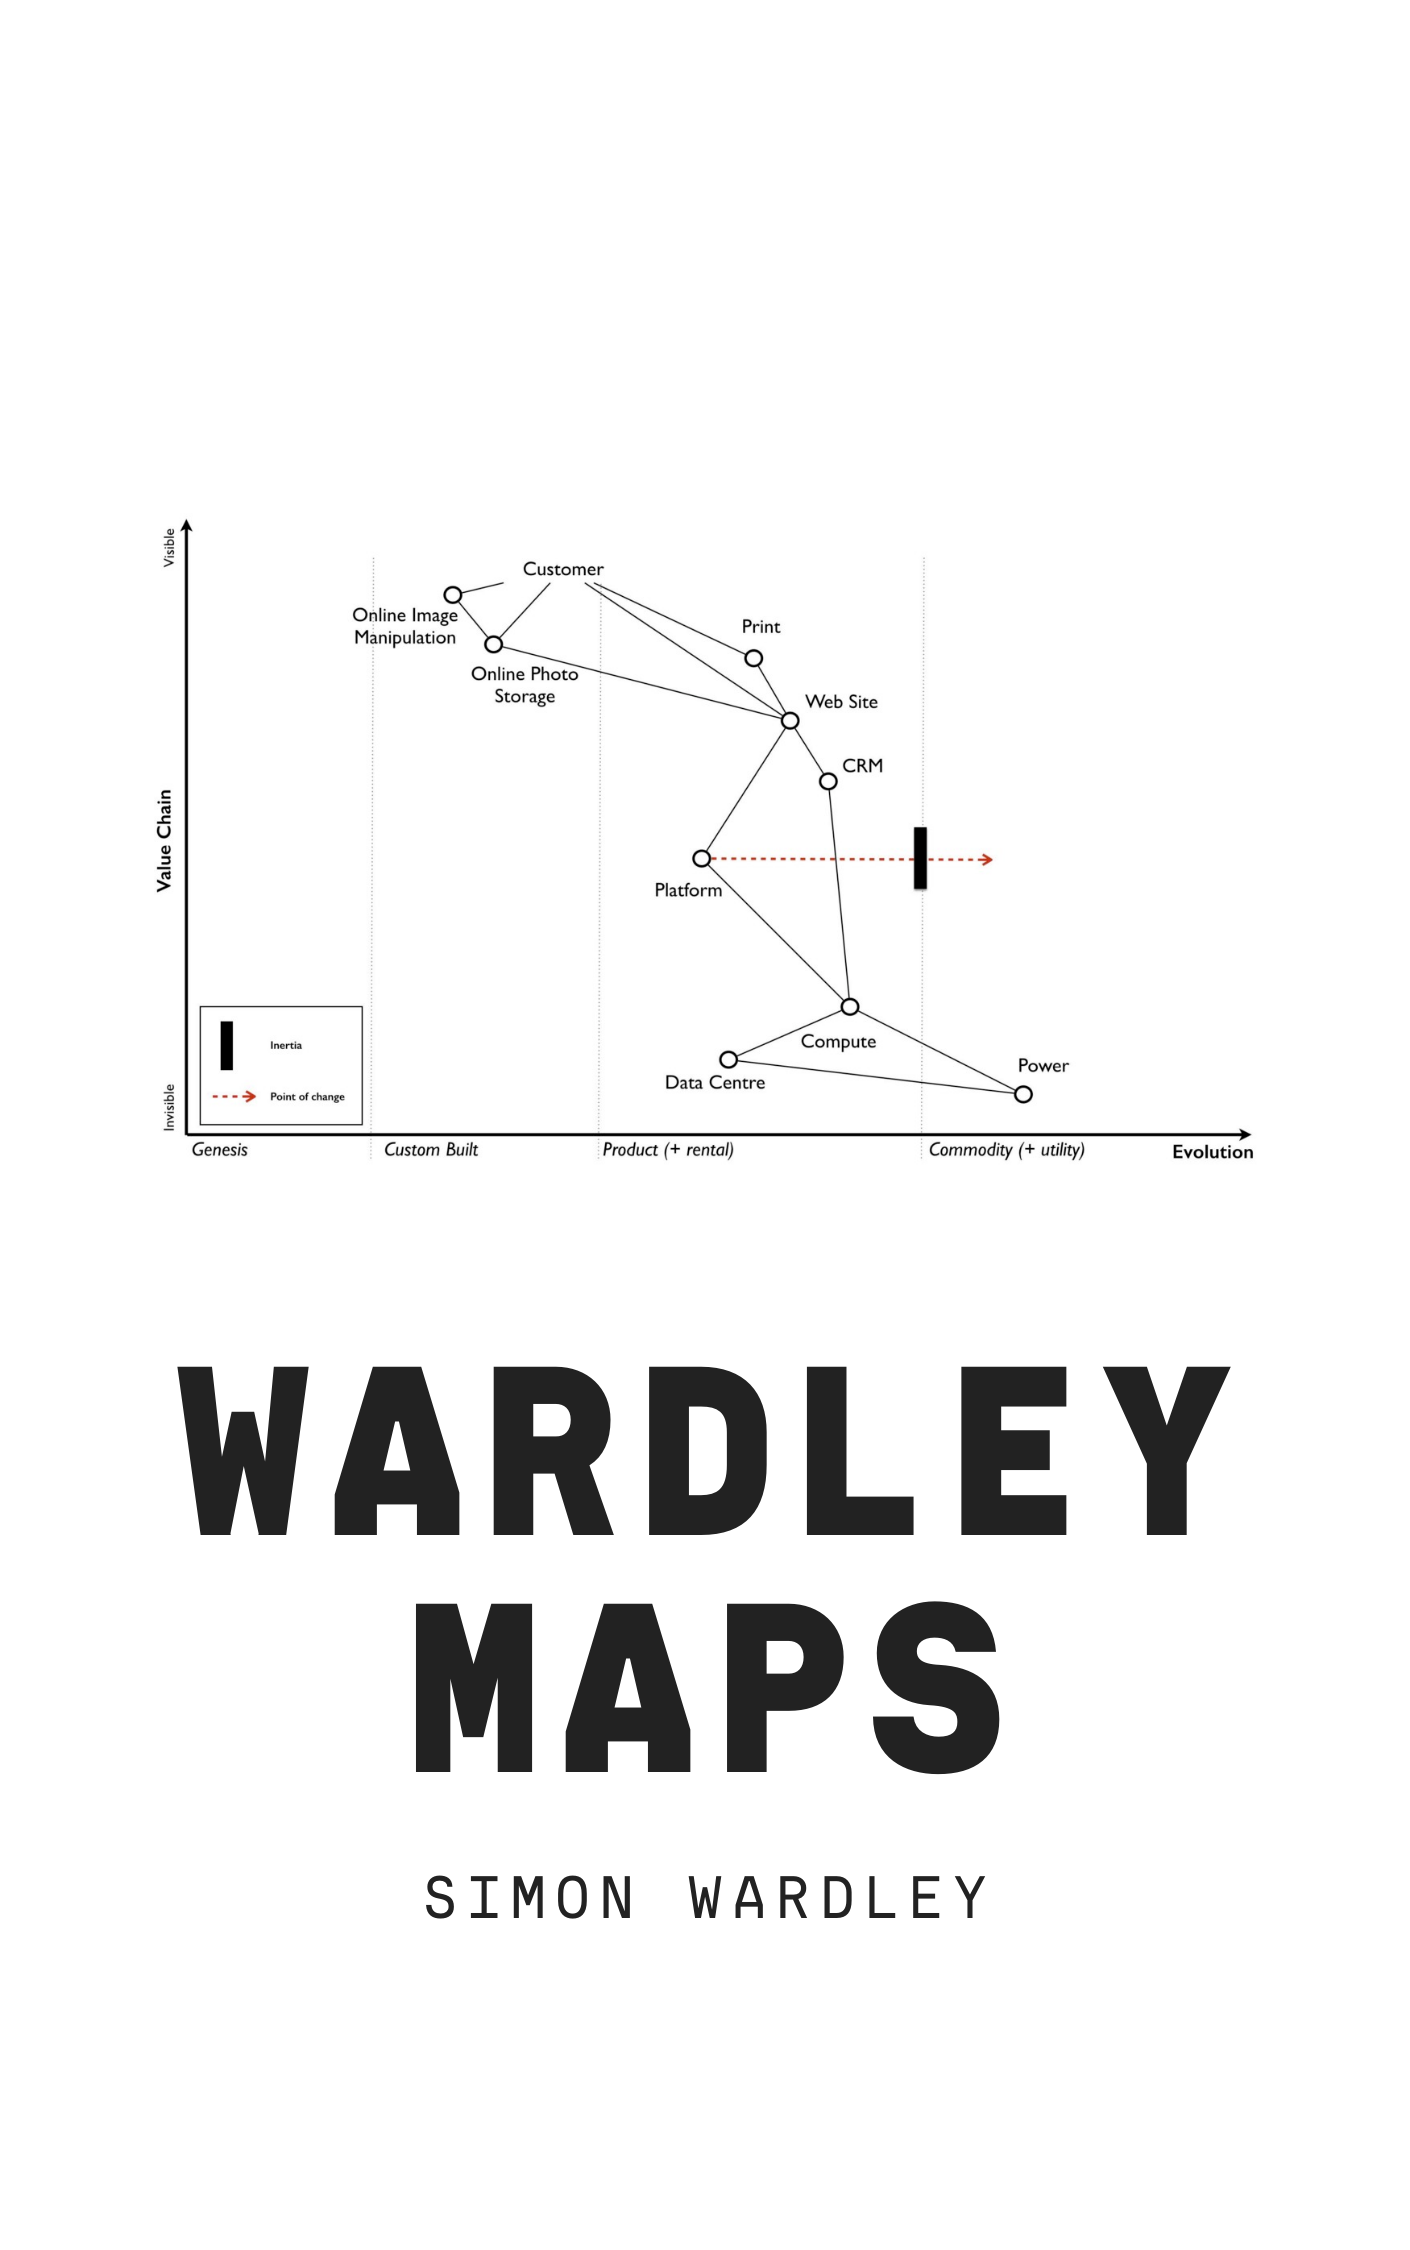 Visible
Customer
Online Image
Manipulation
Print
Online Photo
Storage
Web Site
CRM
Value Chain
Platform
Inertia
Compute
Power
Data Centre
Point of change
Invisible
Genesis
Custom Built
Product (+ rental)
Commodity (+ utility)
Evolution
WARDLEY
MAPS
SIMON WARDLEY